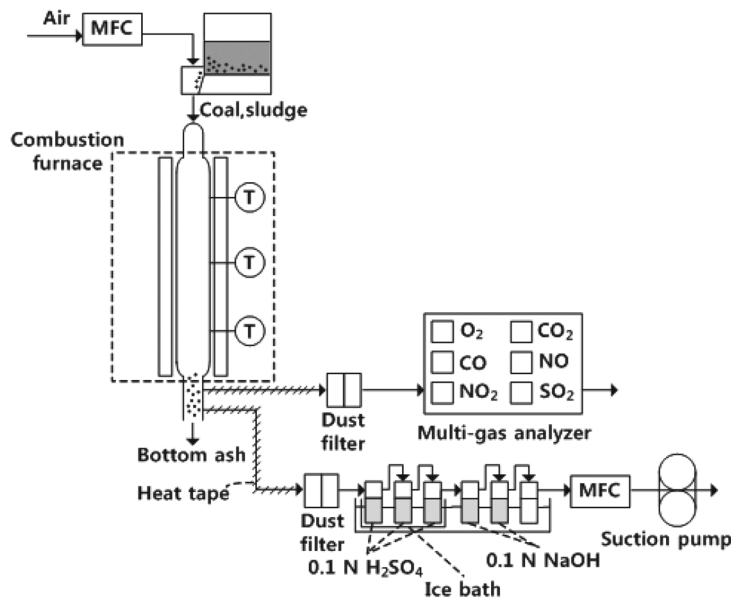 Air
MFC
Coal,sludge
Combustion
furnace
T
T
T
O₂
CO₂
CO
NO
NO₂
SO₂
Dust
filter
Multi-gas analyzer
Bottom ash
Heat tape
Dust
filter
MFC
Suction pump
0.1 N H₂SO₄
0.1 N NaOH
Ice bath